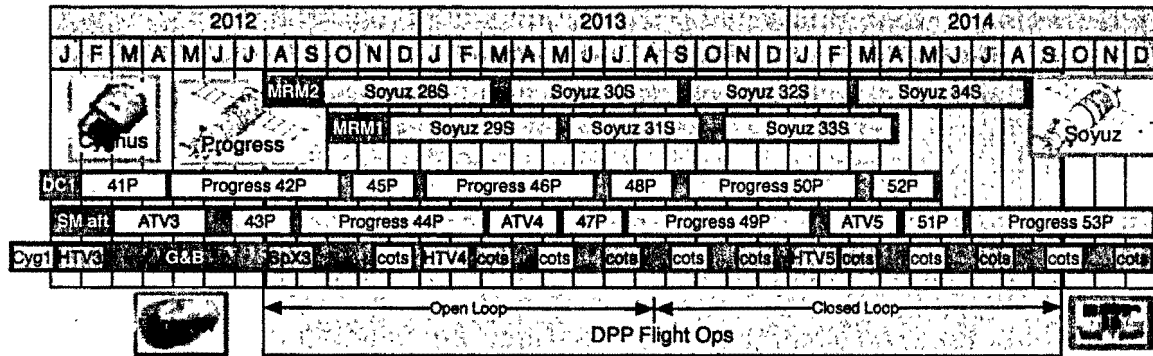 2012 2013 2014
J F M A M J J A S O N D J F M A M J J A S O N D J F M A M J J A S O N D
MRM2 Soyuz 28S Soyuz 30S Soyuz 32S Soyuz 34S
MRM1 Soyuz 29S Soyuz 31S Soyuz 33S
Cygnus Progress Soyuz
DC1 41P Progress 42P 45P Progress 46P 48P Progress 50P 52P
SM aft ATV3 43P Progress 44P ATV4 47P Progress 49P ATV5 51P Progress 53P
Cyg1 HTV3 G&B SpX3 cots HTV4 cots cots cots cots cots HTV5 cots cots cots cots cots
Open Loop Closed Loop
DPP Flight Ops